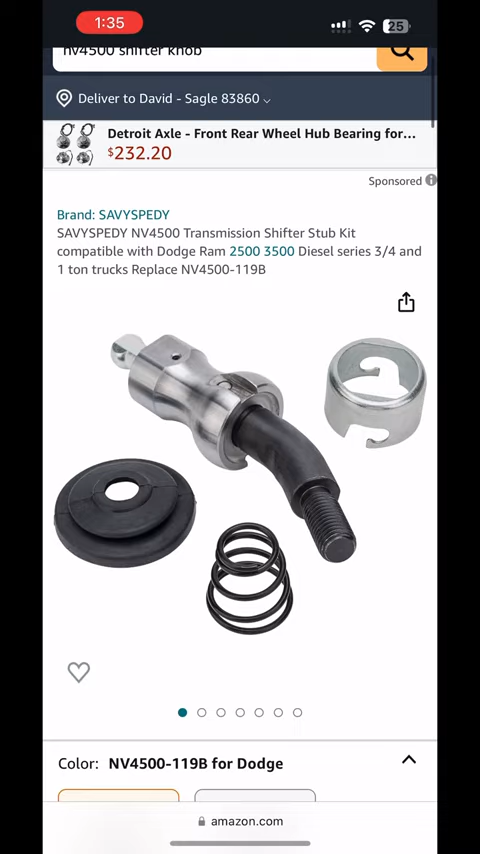 1:35
25
nv4500 shifter knob
Deliver to David - Sagle 83860
Detroit Axle - Front Rear Wheel Hub Bearing for...
$232.20
Sponsored
Brand: SAVYSPEDY
SAVYSPEDY NV4500 Transmission Shifter Stub Kit
compatible with Dodge Ram 2500 3500 Diesel series 3/4 and
1 ton trucks Replace NV4500-119B
Color: NV4500-119B for Dodge
amazon.com